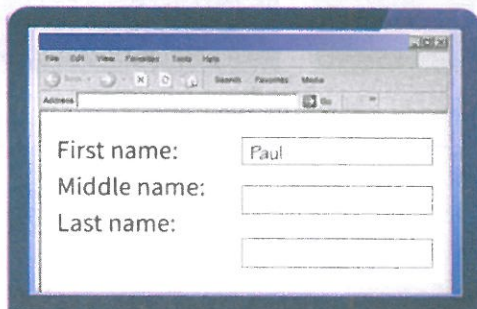 File Edit View Favorites Tools Help
Search Favorites Media
Address Go
First name: Paul
Middle name:
Last name: